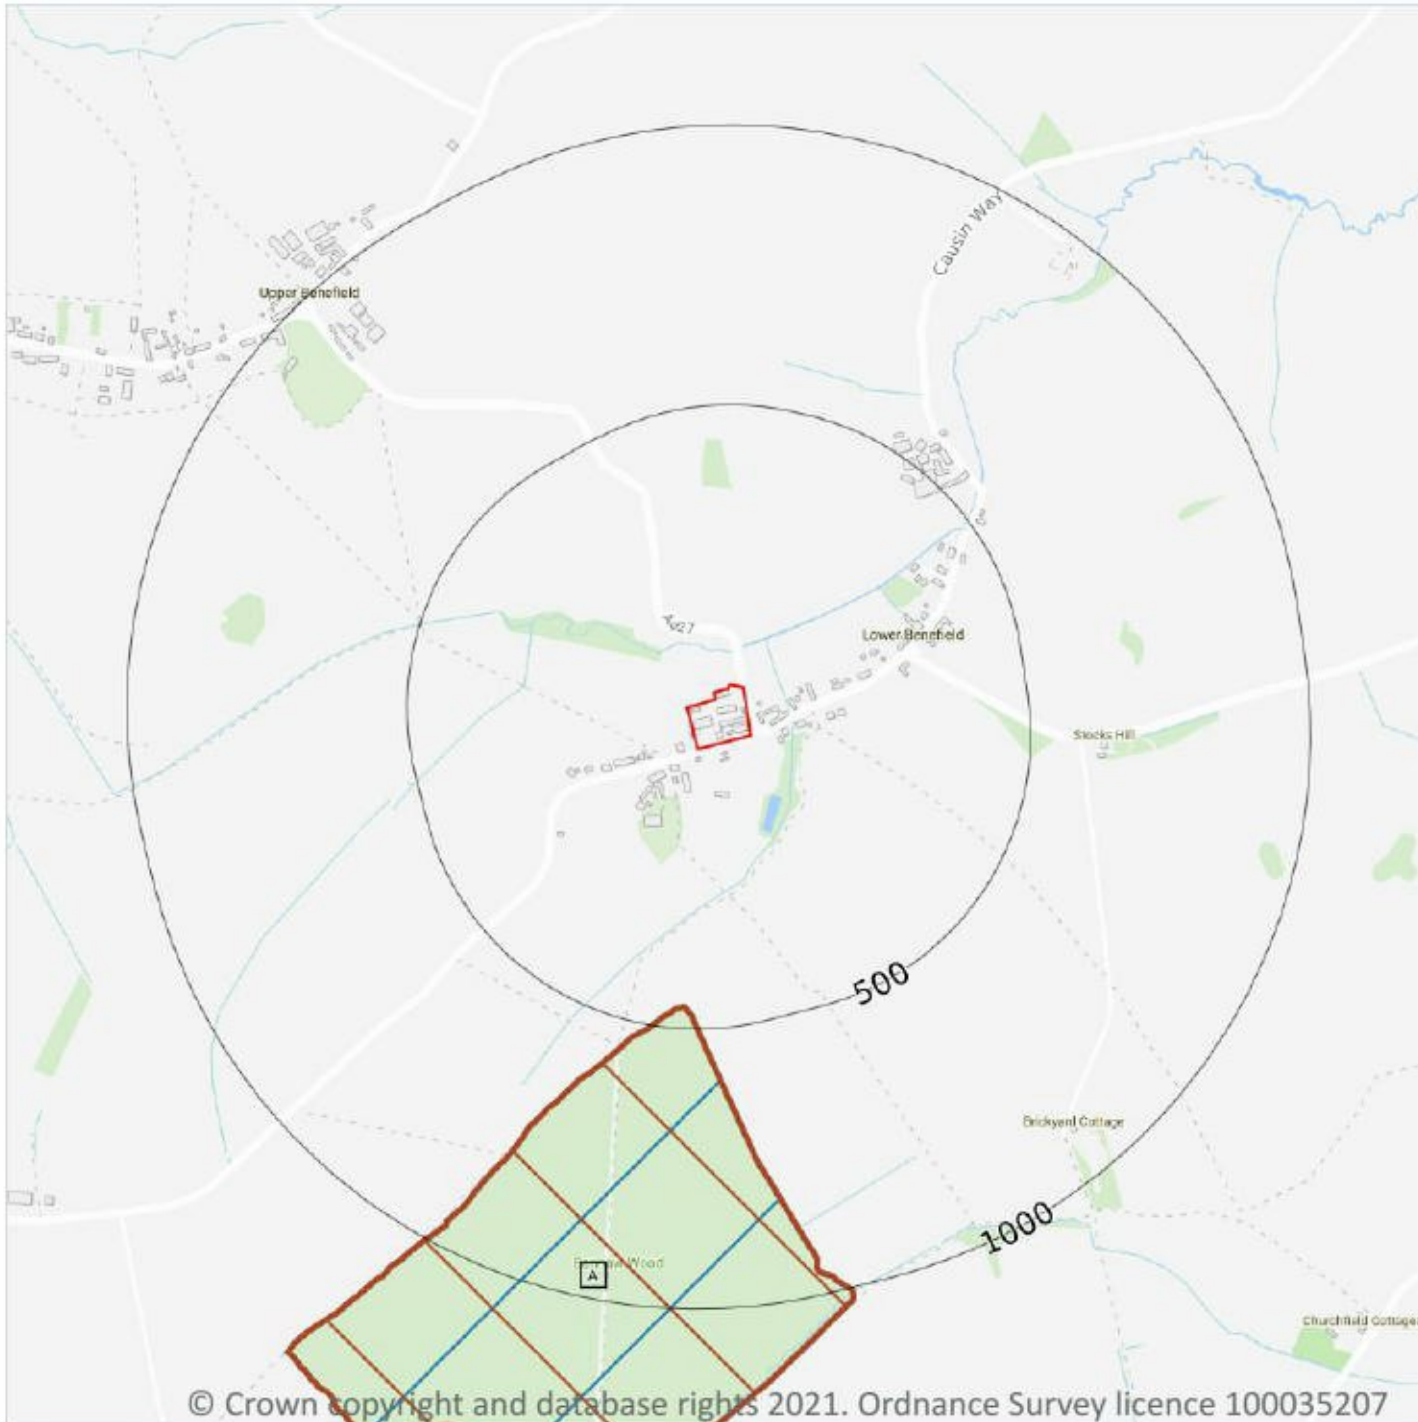 Causin Way
Upper Benefield
A427
Lower Benefield
Stocks Hill
500
Brickyard Cottage
1000
Wood
A
Churchfield Cottage
© Crown copyright and database rights 2021. Ordnance Survey licence 100035207